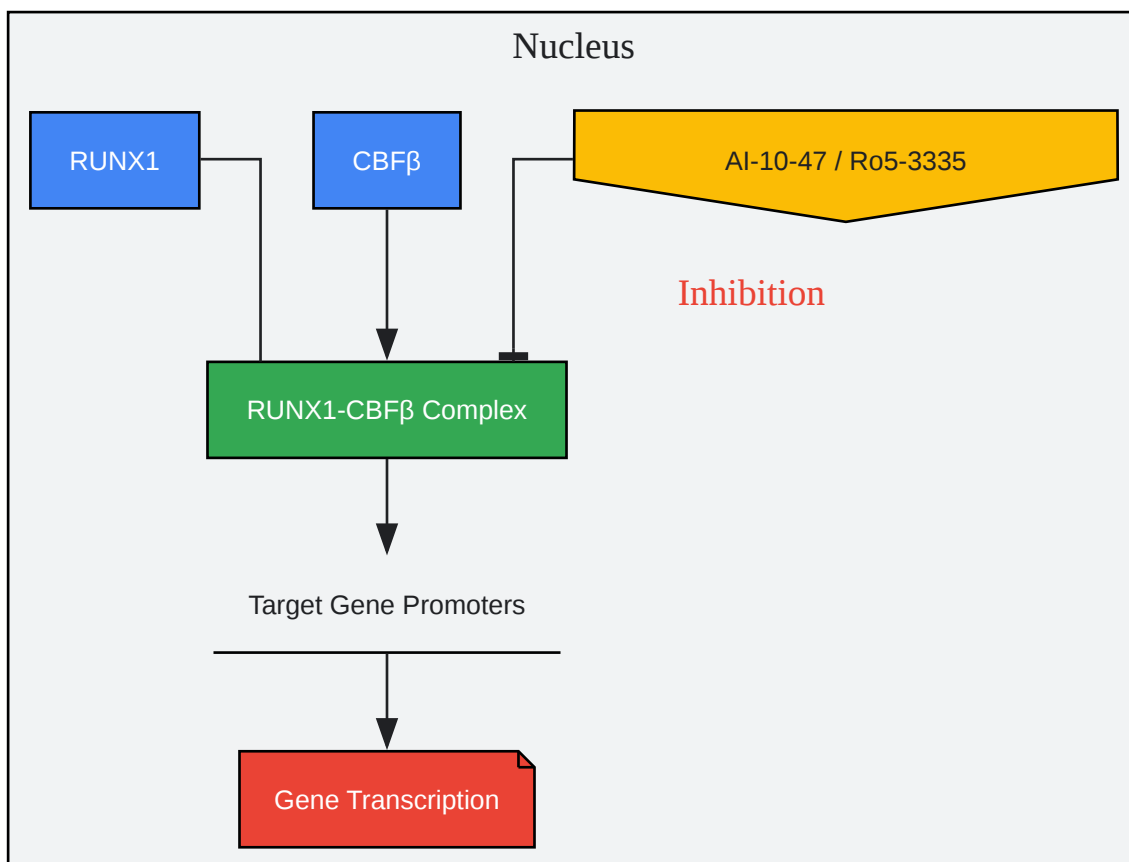 Nucleus
RUNX1
CBFβ
AI-10-47 / Ro5-3335
Inhibition
RUNX1-CBFβ Complex
Target Gene Promoters
Gene Transcription